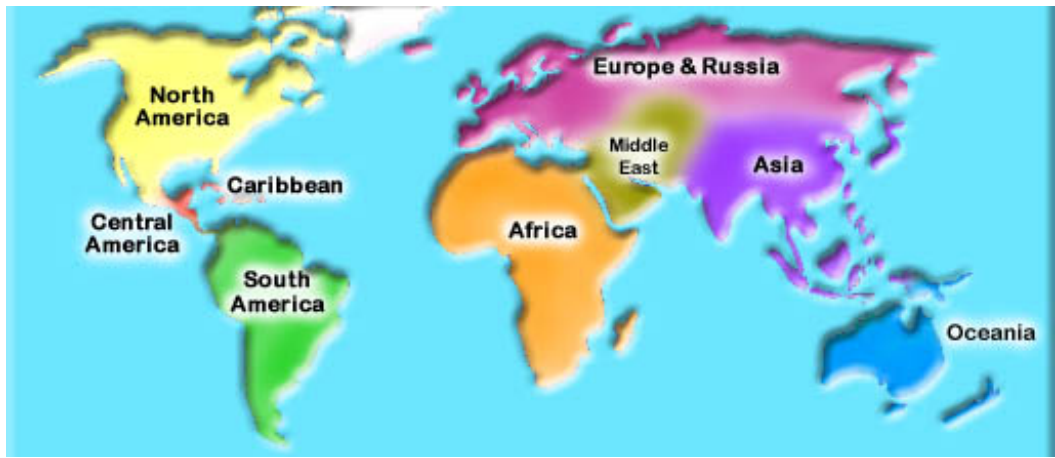 Europe & Russia
North
America
Middle
East
Asia
Caribbean
Central
America
Africa
South
America
Oceania